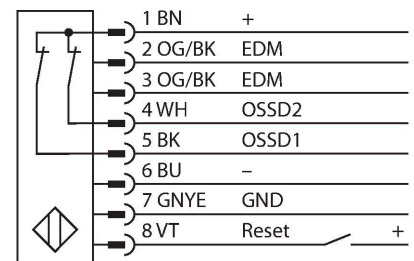 1 BN +
2 OG/BK EDM
3 OG/BK EDM
4 WH OSSD2
5 BK OSSD1
6 BU –
7 GNYE GND
8 VT Reset +